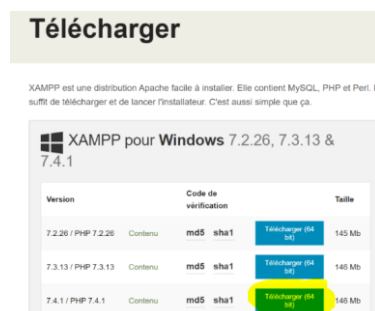 Télécharger
XAMPP est une distribution Apache facile à installer. Elle contient MySQL, PHP et Perl.
suffit de télécharger et de lancer l'installateur. C'est aussi simple que ça.
XAMPP pour Windows 7.2.26, 7.3.13 &
7.4.1
Version Code de vérification Taille
7.2.26 / PHP 7.2.26 Contenu md5 sha1 Télécharger (64 bit) 145 Mb
7.3.13 / PHP 7.3.13 Contenu md5 sha1 Télécharger (64 bit) 146 Mb
7.4.1 / PHP 7.4.1 Contenu md5 sha1 Télécharger (64 bit) 146 Mb